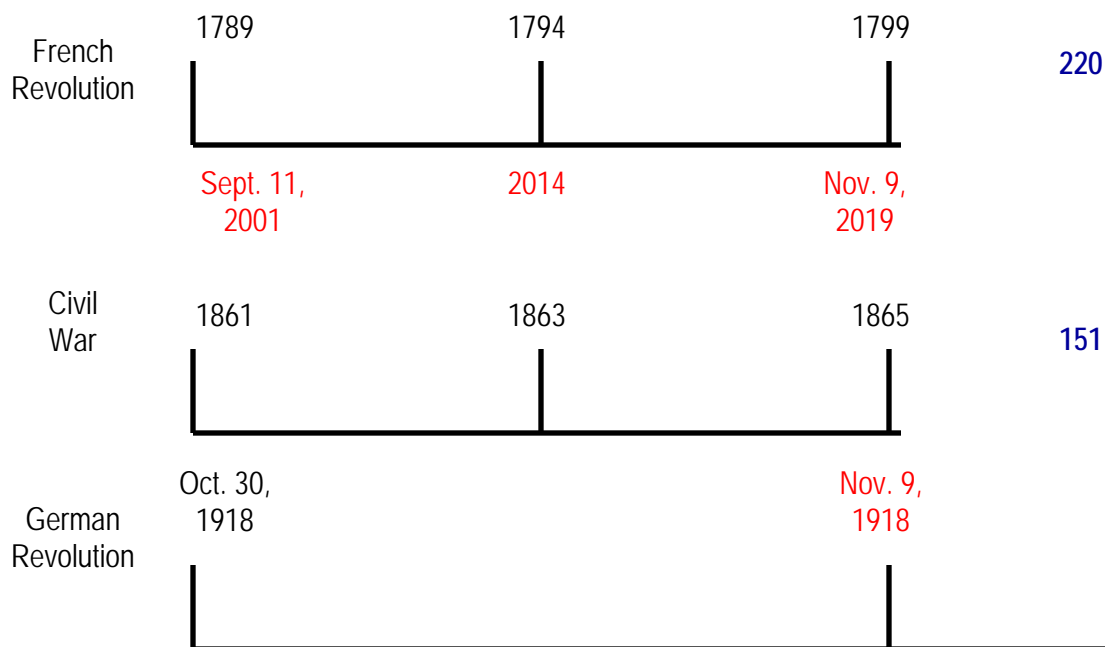 1789 1794 1799
French
Revolution
220
Sept. 11,
2001
2014
Nov. 9,
2019
Civil
War
1861 1863 1865
151
Oct. 30,
1918
Nov. 9,
1918
German
Revolution